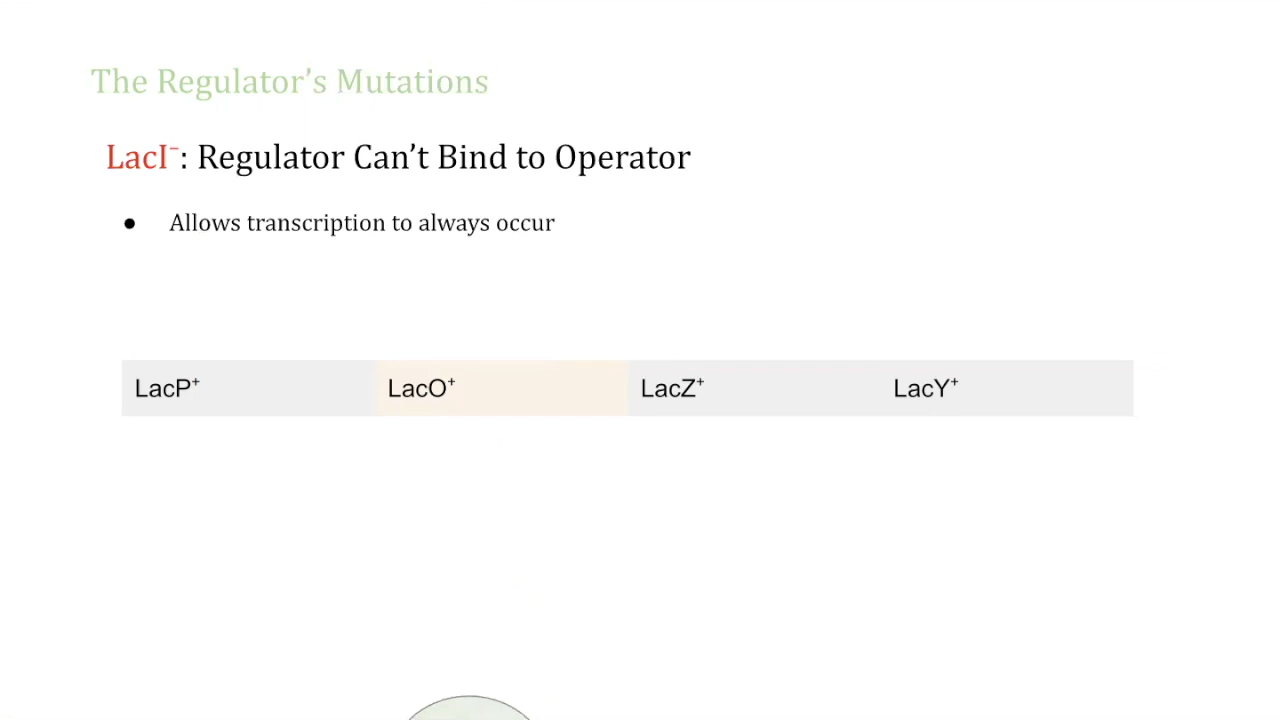 The Regulator’s Mutations
LacI⁻: Regulator Can’t Bind to Operator
● Allows transcription to always occur
LacP⁺ LacO⁺ LacZ⁺ LacY⁺